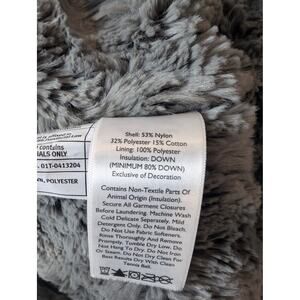 contains
IALS ONLY
01T-0413204
POLYESTER
Shell: 53% Nylon
32% Polyester 15% Cotton
Lining: 100% Polyester
Insulation: DOWN
(MINIMUM 80% DOWN)
Exclusive of Decoration
Contains Non-Textile Parts Of
Animal Origin (Insulation).
Secure All Garment Closures
Before Laundering. Machine Wash
Cold Delicate Separately. Mild
Detergent Only. Do Not Bleach.
Do Not Use Fabric Softeners.
Rinse Thoroughly And Remove
Promptly. Tumble Dry Low. Do
Not Hang To Dry. Do Not Iron
Or Steam. Do Not Dry Clean For
Best Results Dry With Clean
Tennis Ball.